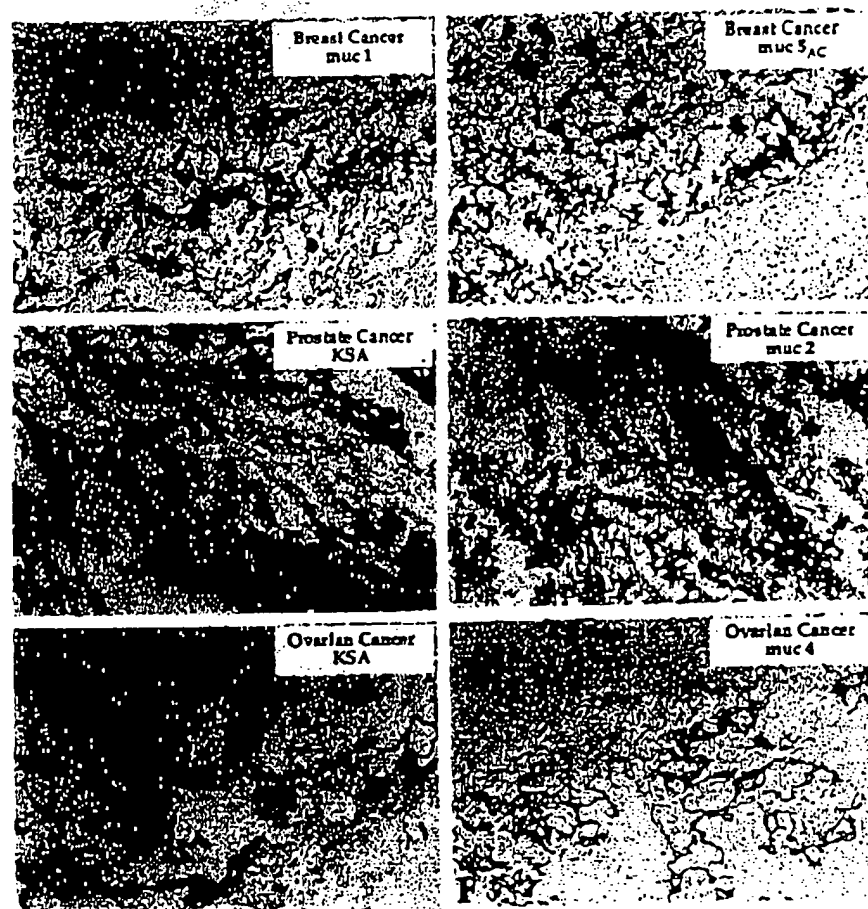 Breast Cancer
muc 1
Breast Cancer
muc 5AC
Prostate Cancer
KSA
Prostate Cancer
muc 2
Ovarian Cancer
KSA
Ovarian Cancer
muc 4
F